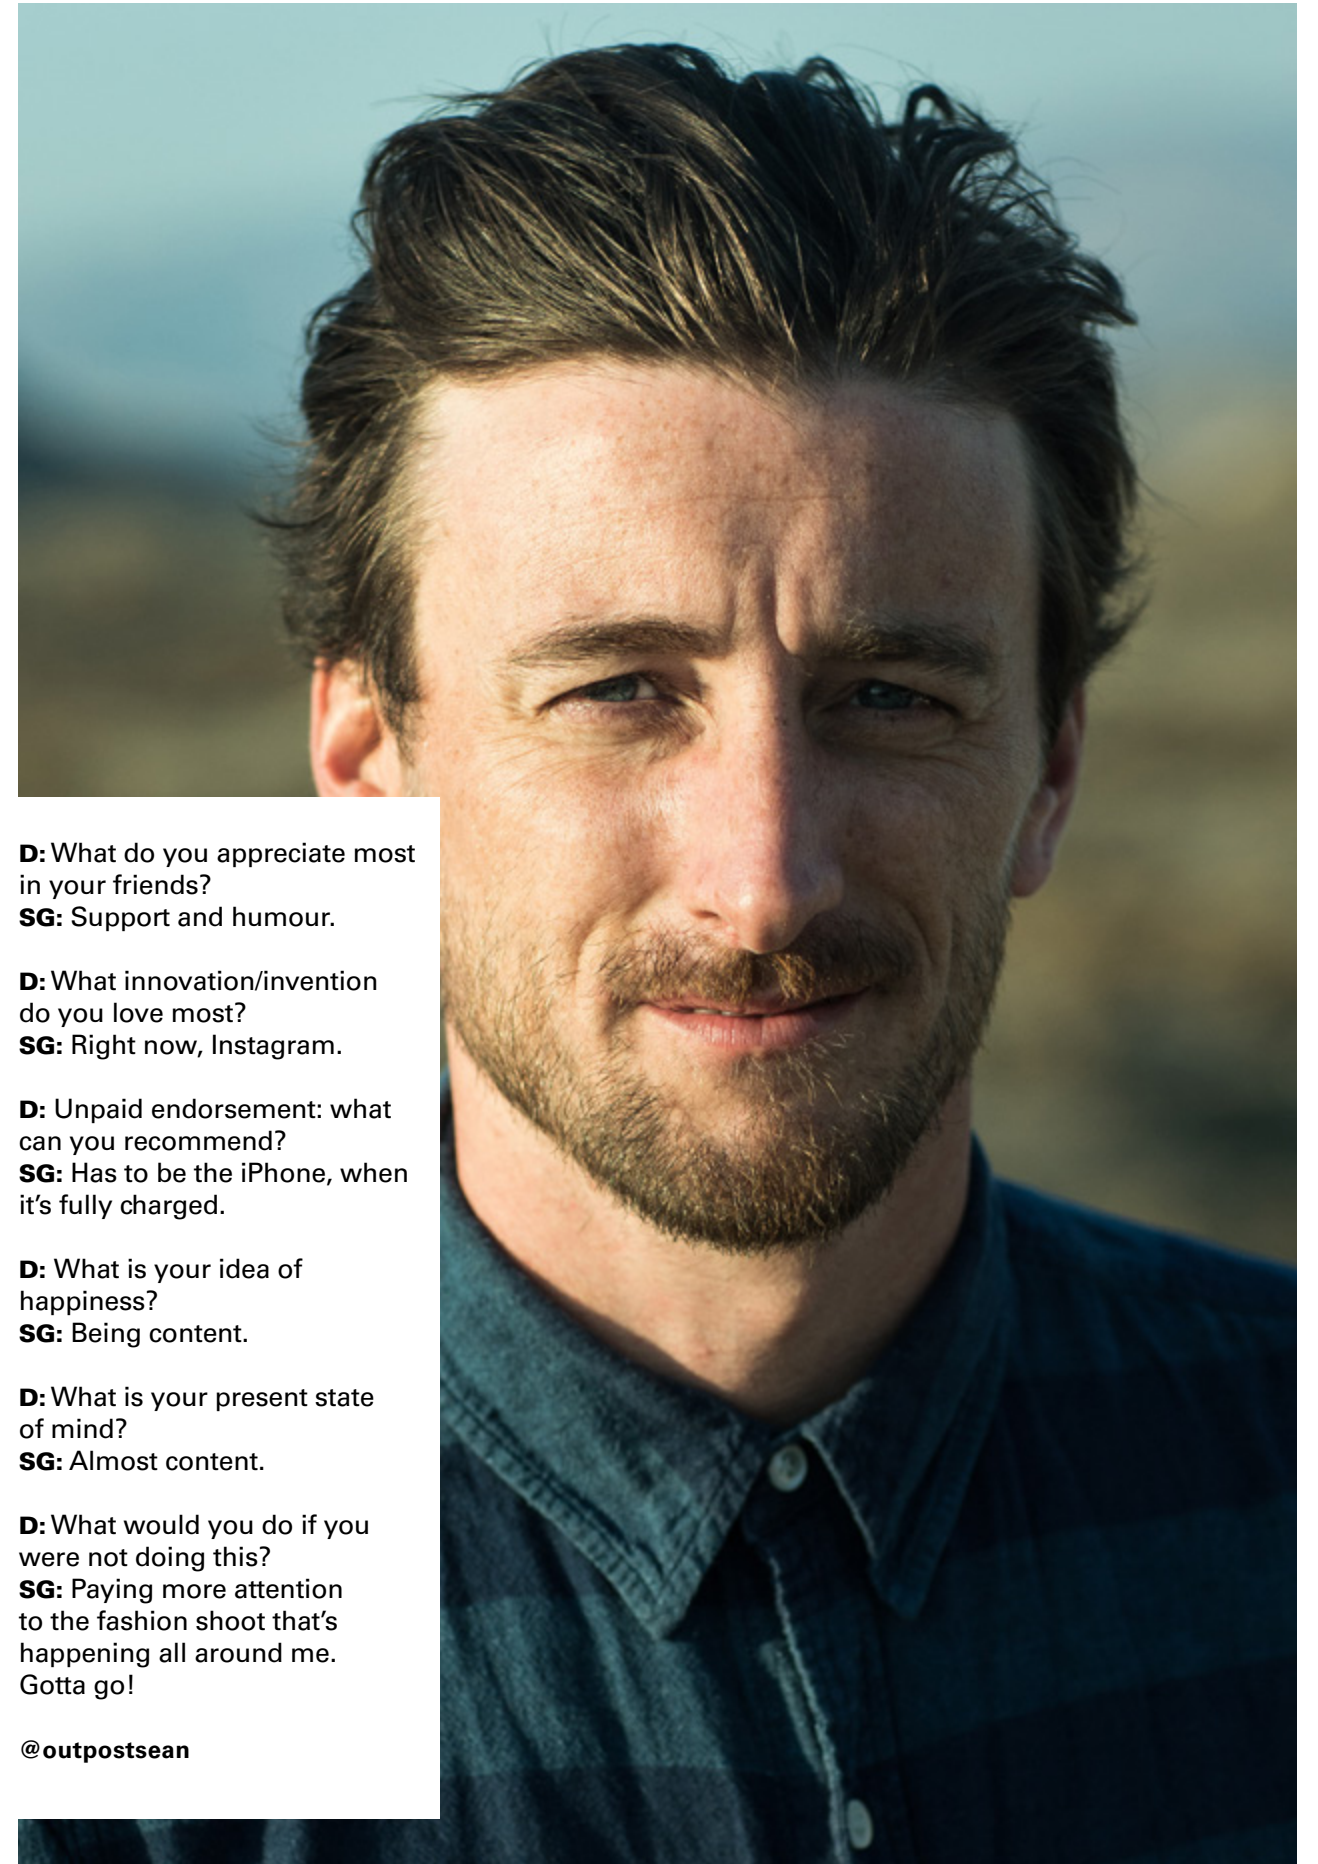 D: What do you appreciate most
in your friends?
SG: Support and humour.
D: What innovation/invention
do you love most?
SG: Right now, Instagram.
D: Unpaid endorsement: what
can you recommend?
SG: Has to be the iPhone, when
it’s fully charged.
D: What is your idea of
happiness?
SG: Being content.
D: What is your present state
of mind?
SG: Almost content.
D: What would you do if you
were not doing this?
SG: Paying more attention
to the fashion shoot that’s
happening all around me.
Gotta go!
@outpostsean